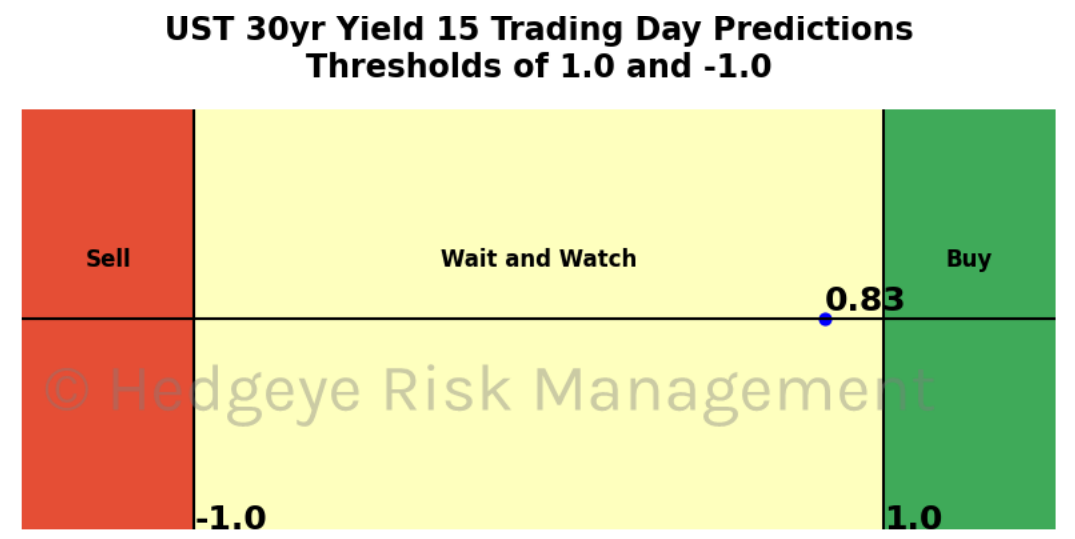 UST 30yr Yield 15 Trading Day Predictions
Thresholds of 1.0 and -1.0
Sell
Wait and Watch
Buy
0.83
© Hedgeye Risk Management
-1.0
1.0